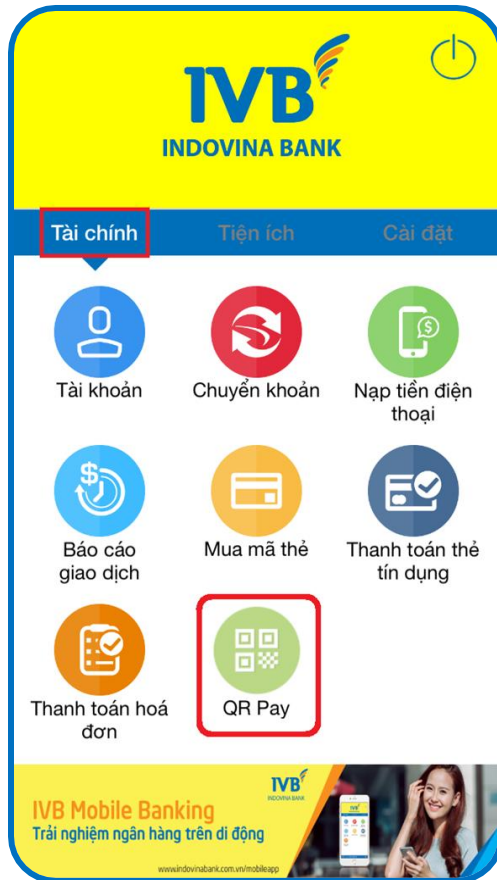 IVB
INDOVINA BANK
Tài chính
Tiện ích
Cài đặt
Tài khoản
Chuyển khoản
Nạp tiền điện
thoại
Báo cáo
giao dịch
Mua mã thẻ
Thanh toán thẻ
tín dụng
Thanh toán hoá
đơn
QR Pay
IVB
INDOVINA BANK
IVB Mobile Banking
Trải nghiệm ngân hàng trên di động
www.indovinabank.com.vn/mobileapp